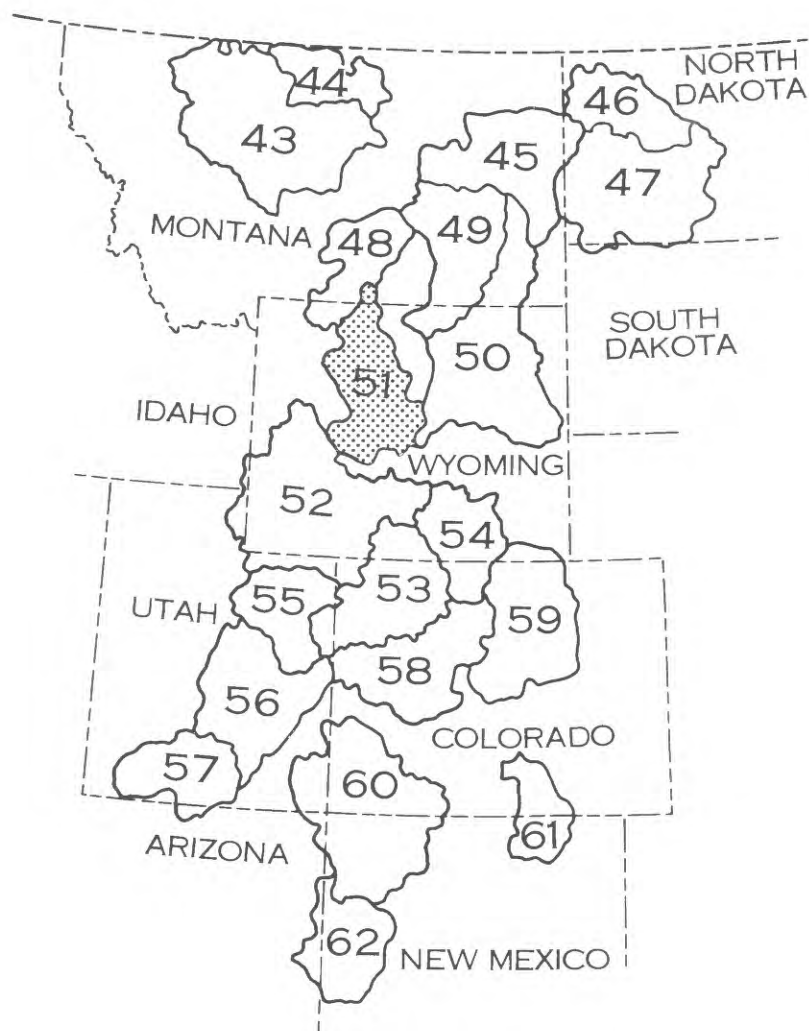 NORTH
DAKOTA
44
46
43
45
47
MONTANA
48
49
SOUTH
DAKOTA
50
51
IDAHO
WYOMING
52
54
53
55
59
UTAH
58
56
COLORADO
57
60
61
ARIZONA
62
NEW MEXICO